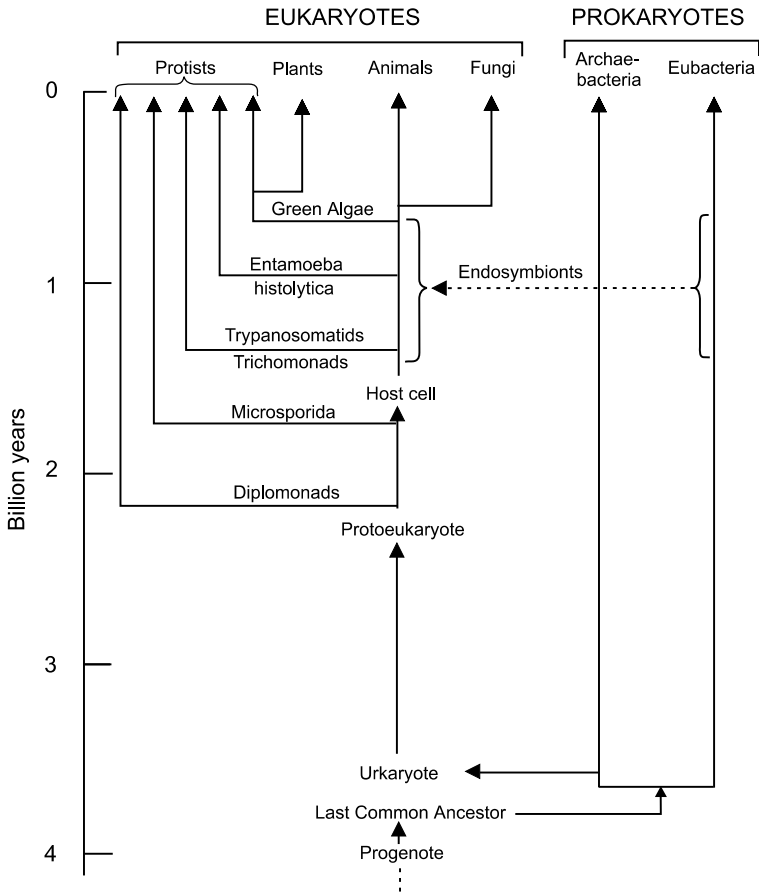 EUKARYOTES
PROKARYOTES
Protists
Plants
Animals
Fungi
Archae-
bacteria
Eubacteria
0
Green Algae
Entamoeba
histolytica
Endosymbionts
1
Trypanosomatids
Trichomonads
Host cell
Microsporida
2
Diplomonads
Protoeukaryote
Billion years
3
Urkaryote
Last Common Ancestor
Progenote
4